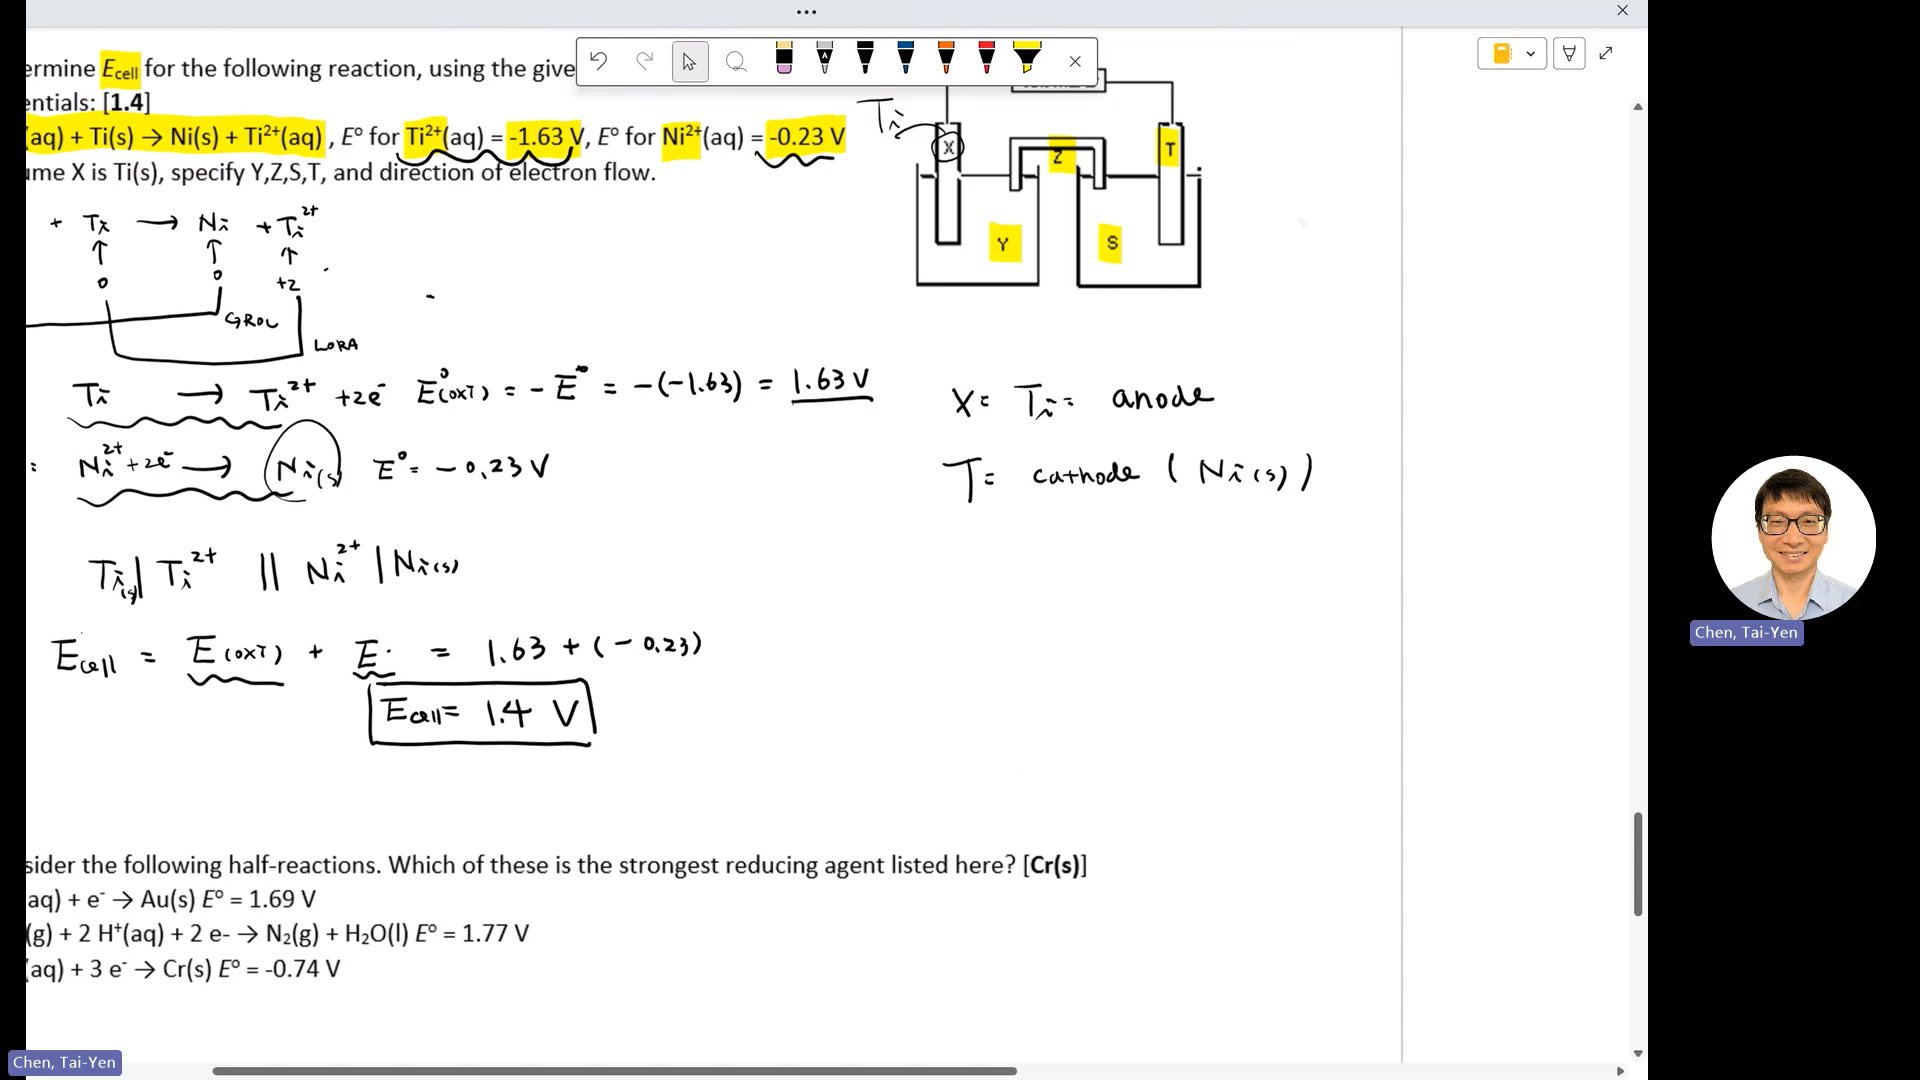 ermine Ecell for the following reaction, using the give
entials: [1.4]
(aq) + Ti(s) → Ni(s) + Ti²⁺(aq) , E° for Ti²⁺(aq) = -1.63 V, E° for Ni²⁺(aq) = -0.23 V
ume X is Ti(s), specify Y,Z,S,T, and direction of electron flow.
Ti
X
Z
T
Y
S
+ Ti → Ni + Ti²⁺
0 0 +2
GROC
LORA
Ti → Ti²⁺ + 2e⁻ E°(OXI) = - E° = -(-1.63) = 1.63 V
: Ni²⁺ + 2e⁻ → Ni(s) E° = -0.23 V
X = Ti = anode
T = cathode ( Ni(s) )
Ti(s) | Ti²⁺ || Ni²⁺ | Ni(s)
Ecell = E(OXI) + E° = 1.63 + (-0.23)
Ecell = 1.4 V
sider the following half-reactions. Which of these is the strongest reducing agent listed here? [Cr(s)]
aq) + e⁻ → Au(s) E° = 1.69 V
(g) + 2 H⁺(aq) + 2 e- → N₂(g) + H₂O(l) E° = 1.77 V
(aq) + 3 e⁻ → Cr(s) E° = -0.74 V
Chen, Tai-Yen
Chen, Tai-Yen